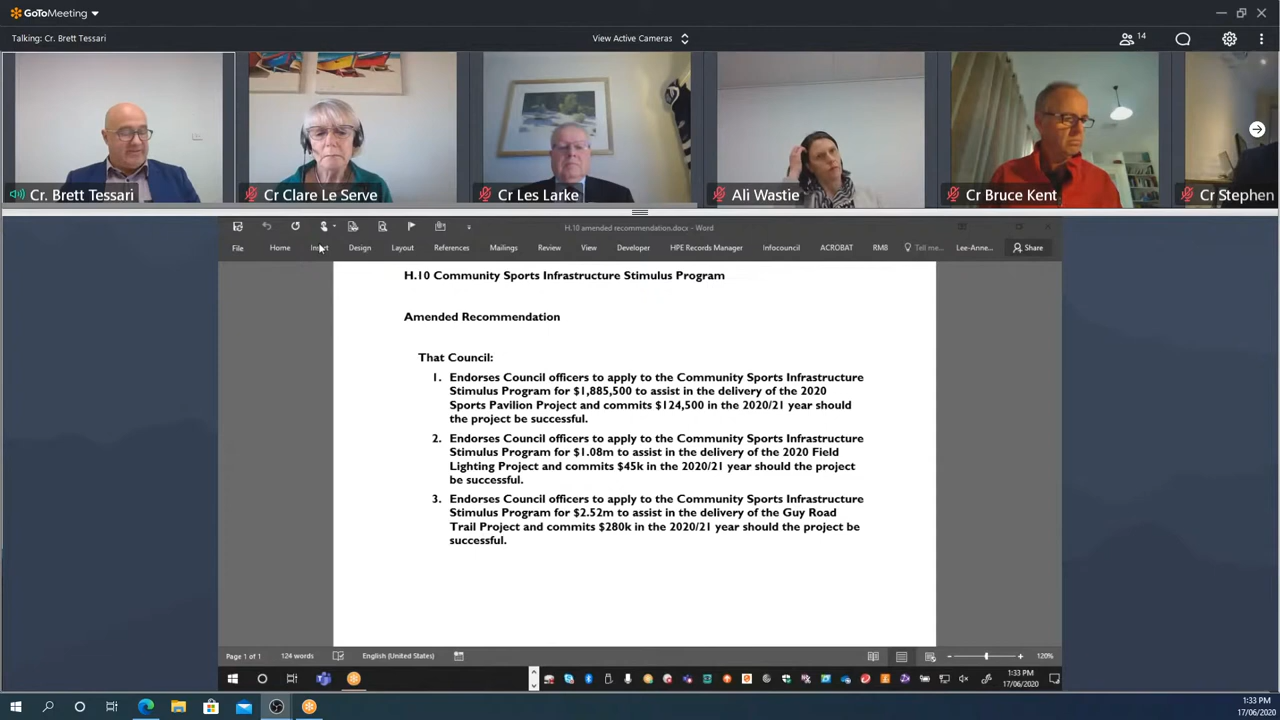 GoToMeeting
Talking: Cr. Brett Tessari
View Active Cameras
14
Cr. Brett Tessari
Cr Clare Le Serve
Cr Les Larke
Ali Wastie
Cr Bruce Kent
Cr Stephen
H.10 amended recommendation.docx - Word
File Home Insert Design Layout References Mailings Review View Developer HPE Records Manager Infocouncil ACROBAT RM8 Tell me... Lee-Anne... Share
H.10 Community Sports Infrastructure Stimulus Program
Amended Recommendation
That Council:
1. Endorses Council officers to apply to the Community Sports Infrastructure
Stimulus Program for $1,885,500 to assist in the delivery of the 2020
Sports Pavilion Project and commits $124,500 in the 2020/21 year should
the project be successful.
2. Endorses Council officers to apply to the Community Sports Infrastructure
Stimulus Program for $1.08m to assist in the delivery of the 2020 Field
Lighting Project and commits $45k in the 2020/21 year should the project
be successful.
3. Endorses Council officers to apply to the Community Sports Infrastructure
Stimulus Program for $2.52m to assist in the delivery of the Guy Road
Trail Project and commits $280k in the 2020/21 year should the project be
successful.
Page 1 of 1 124 words English (United States) 120%
1:33 PM
17/06/2020
1:33 PM
17/06/2020